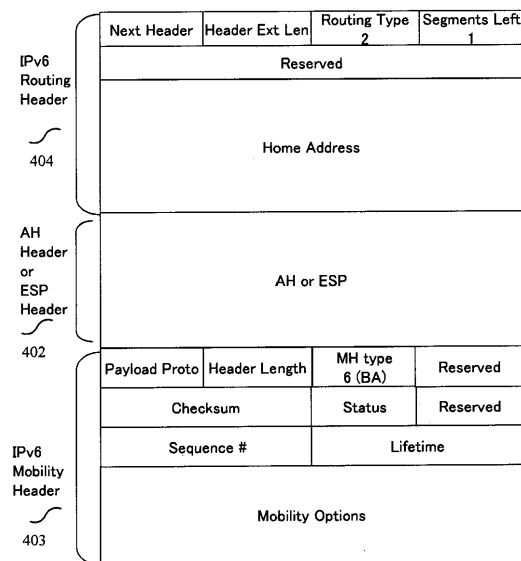 Next Header Header Ext Len Routing Type 2 Segments Left 1
Reserved
IPv6
Routing
Header
404
Home Address
AH
Header
or
ESP
Header
402
AH or ESP
Payload Proto Header Length MH type 6 (BA) Reserved
Checksum Status Reserved
Sequence # Lifetime
IPv6
Mobility
Header
403
Mobility Options